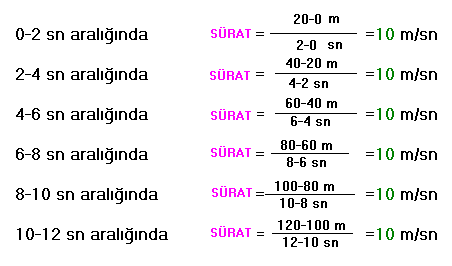 0-2 sn aralığında SÜRAT = 20-0 m / 2-0 sn =10 m/sn
2-4 sn aralığında SÜRAT = 40-20 m / 4-2 sn =10 m/sn
4-6 sn aralığında SÜRAT = 60-40 m / 6-4 sn =10 m/sn
6-8 sn aralığında SÜRAT = 80-60 m / 8-6 sn =10 m/sn
8-10 sn aralığında SÜRAT= 100-80 m / 10-8 sn =10 m/sn
10-12 sn aralığında SÜRAT = 120-100 m / 12-10 sn =10 m/sn